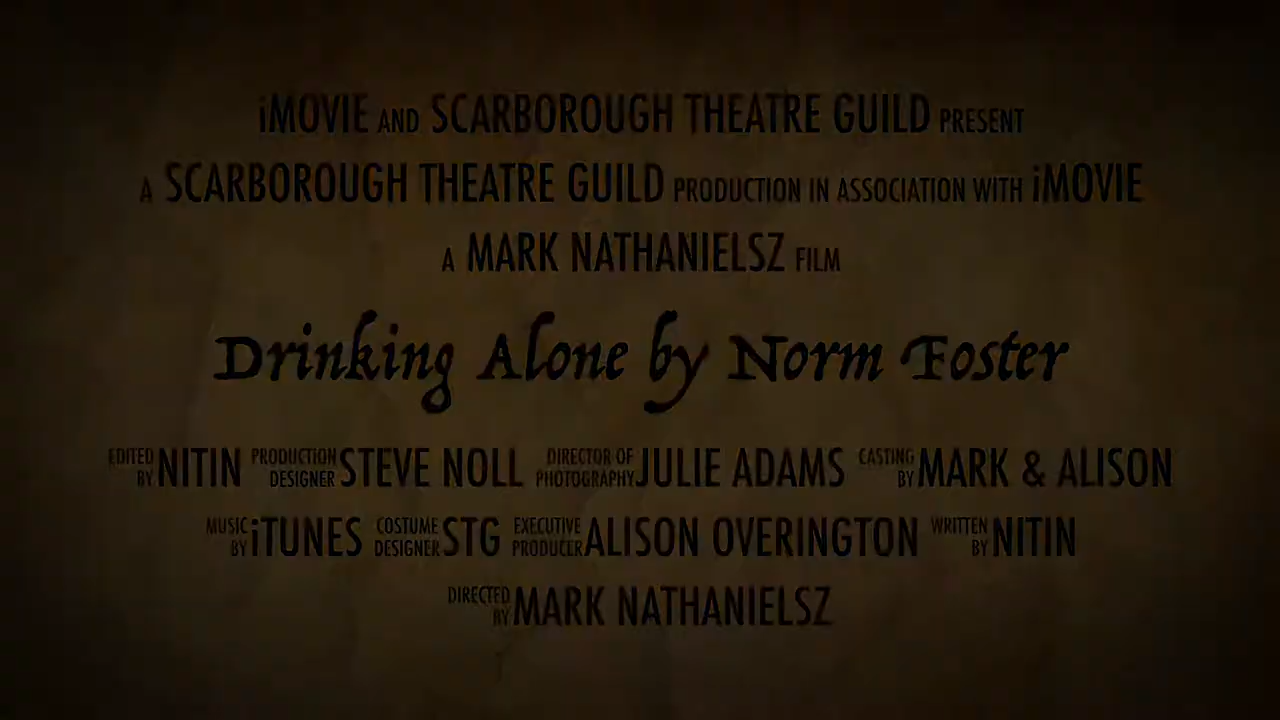 iMOVIE AND SCARBOROUGH THEATRE GUILD PRESENT
A SCARBOROUGH THEATRE GUILD PRODUCTION IN ASSOCIATION WITH iMOVIE
A MARK NATHANIELSZ FILM
Drinking Alone by Norm Foster
EDITED BY NITIN PRODUCTION DESIGNER STEVE NOLL DIRECTOR OF PHOTOGRAPHY JULIE ADAMS CASTING BY MARK & ALISON
MUSIC BY iTUNES COSTUME DESIGNER STG EXECUTIVE PRODUCER ALISON OVERINGTON WRITTEN BY NITIN
DIRECTED BY MARK NATHANIELSZ